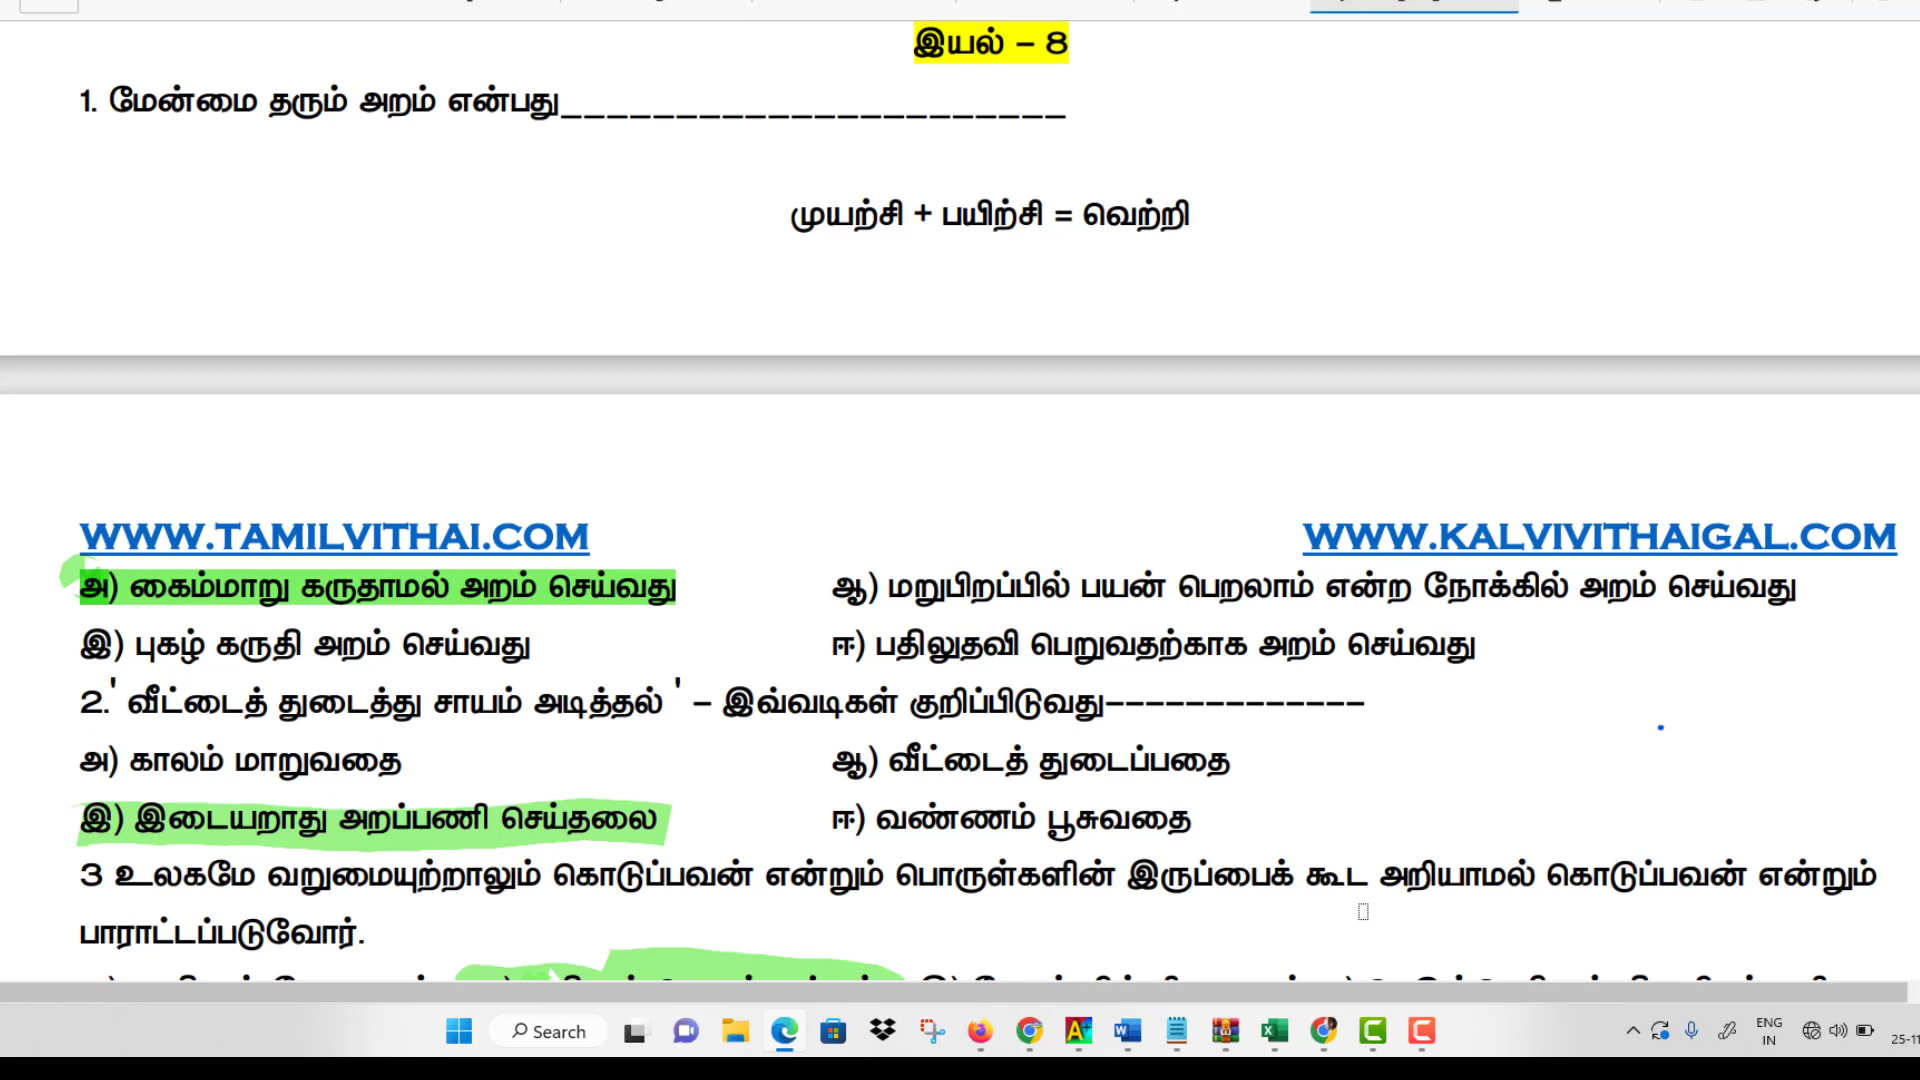 இயல் – 8
1. மேன்மை தரும் அறம் என்பது______________________
முயற்சி + பயிற்சி = வெற்றி
WWW.TAMILVITHAI.COM WWW.KALVIVITHAIGAL.COM
அ) கைம்மாறு கருதாமல் அறம் செய்வது ஆ) மறுபிறப்பில் பயன் பெறலாம் என்ற நோக்கில் அறம் செய்வது
இ) புகழ் கருதி அறம் செய்வது ஈ) பதிலுதவி பெறுவதற்காக அறம் செய்வது
2.' வீட்டைத் துடைத்து சாயம் அடித்தல் ' – இவ்வடிகள் குறிப்பிடுவது-------------
அ) காலம் மாறுவதை ஆ) வீட்டைத் துடைப்பதை
இ) இடையறாது அறப்பணி செய்தலை ஈ) வண்ணம் பூசுவதை
3 உலகமே வறுமையுற்றாலும் கொடுப்பவன் என்றும் பொருள்களின் இருப்பைக் கூட அறியாமல் கொடுப்பவன் என்றும்
பாராட்டப்படுவோர்.
Search
ENG
IN
25-11